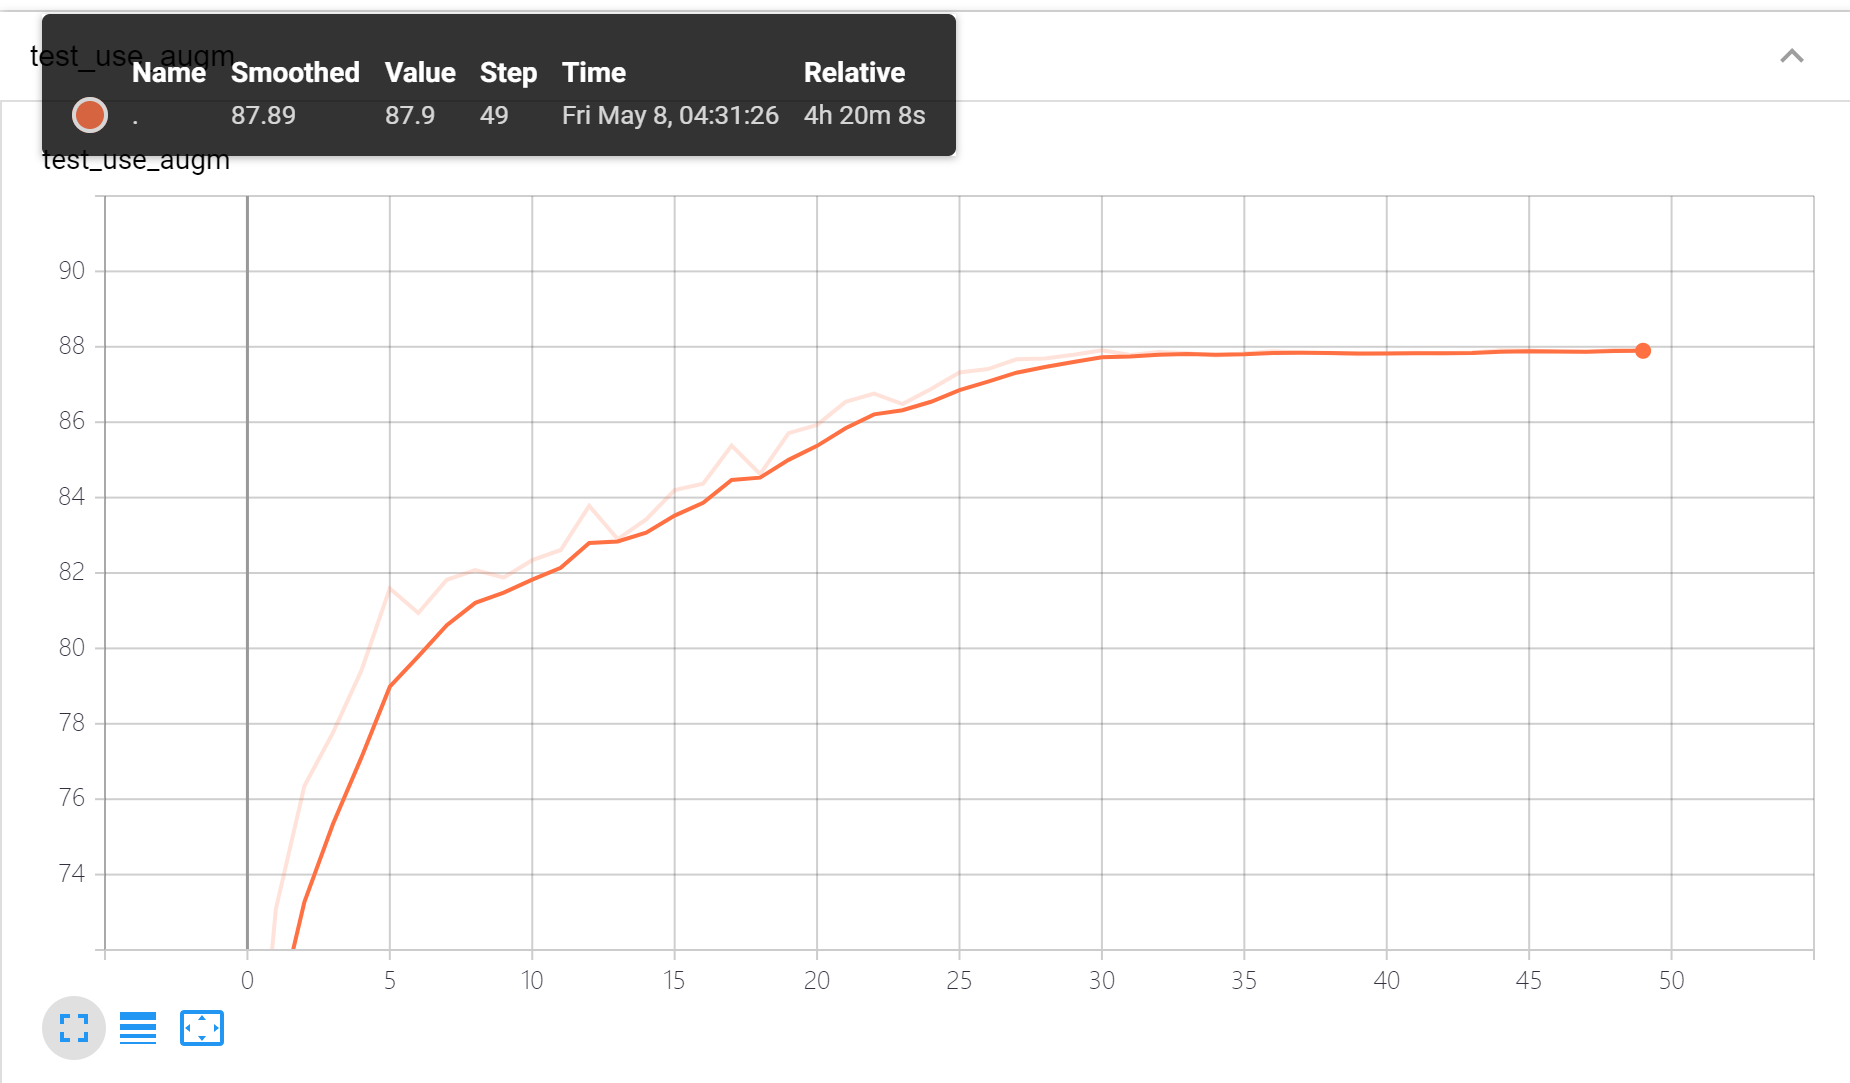 test_use_augm
Name Smoothed Value Step Time Relative
. 87.89 87.9 49 Fri May 8, 04:31:26 4h 20m 8s
test_use_augm
90
88
86
84
82
80
78
76
74
0 5 10 15 20 25 30 35 40 45 50